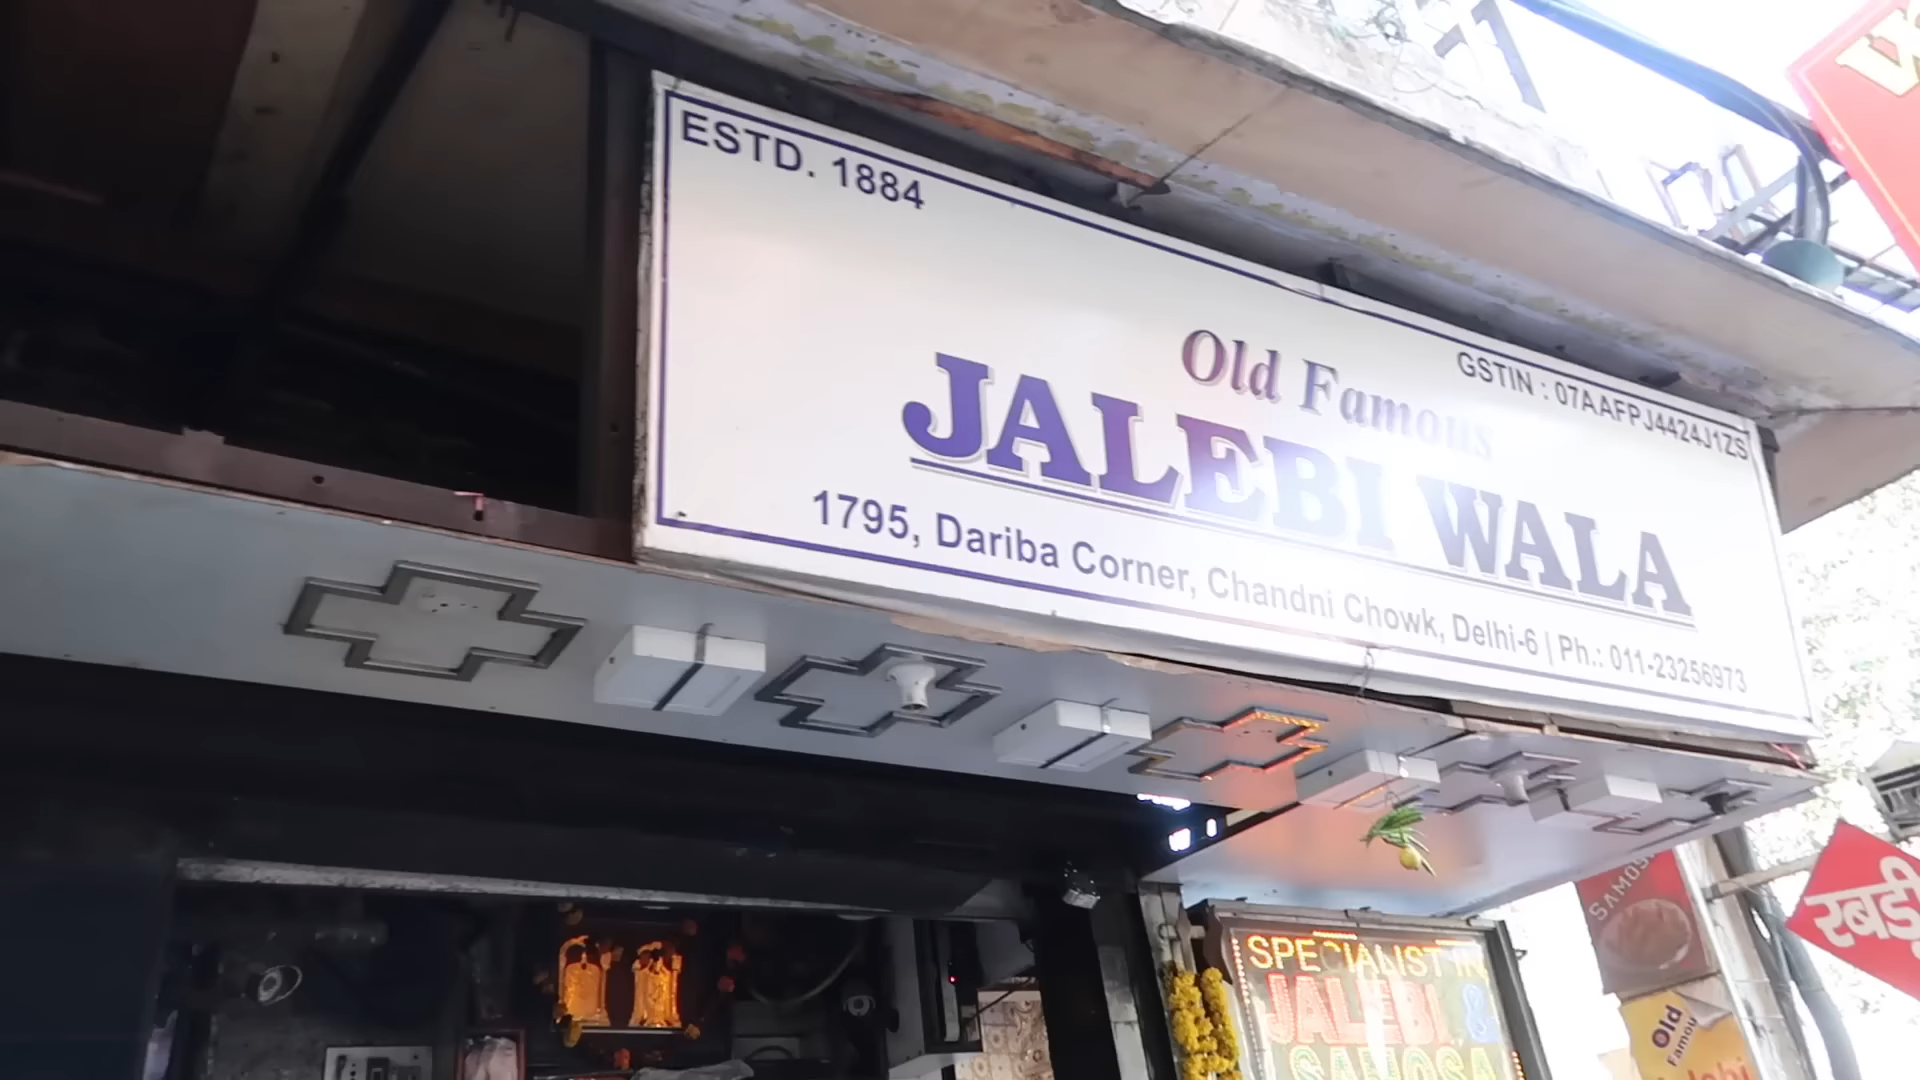 ESTD. 1884
GSTIN : 07AAFPJ4424J1ZS
Old Famous
JALEBI WALA
1795, Dariba Corner, Chandni Chowk, Delhi-6 | Ph.: 011-23256973
SPECIALIST IN
JALEBI &
SAMOSA
रबड़ी
Old